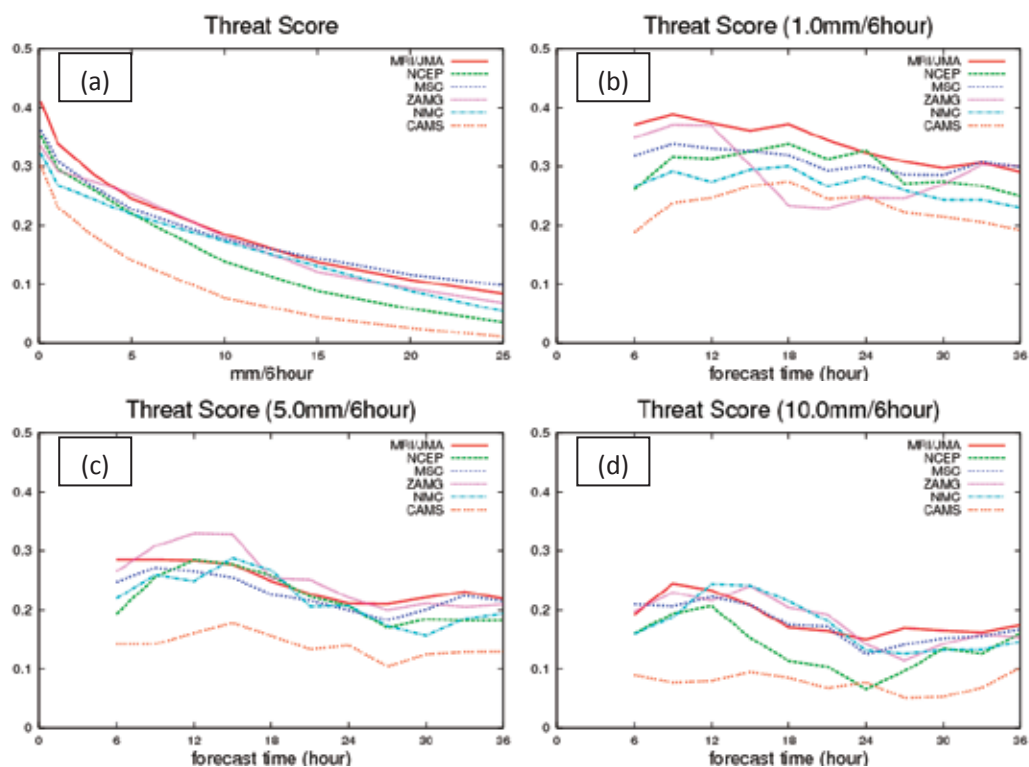 Threat Score
(a)
MRI/JMA
NCEP
MSC
ZAMG
NMC
CAMS
0.5
0.4
0.3
0.2
0.1
0
0 5 10 15 20 25
mm/6hour
Threat Score (1.0mm/6hour)
(b)
MRI/JMA
NCEP
MSC
ZAMG
NMC
CAMS
0.5
0.4
0.3
0.2
0.1
0
0 6 12 18 24 30 36
forecast time (hour)
Threat Score (5.0mm/6hour)
(c)
MRI/JMA
NCEP
MSC
ZAMG
NMC
CAMS
0.5
0.4
0.3
0.2
0.1
0
0 6 12 18 24 30 36
forecast time (hour)
Threat Score (10.0mm/6hour)
(d)
MRI/JMA
NCEP
MSC
ZAMG
NMC
CAMS
0.5
0.4
0.3
0.2
0.1
0
0 6 12 18 24 30 36
forecast time (hour)